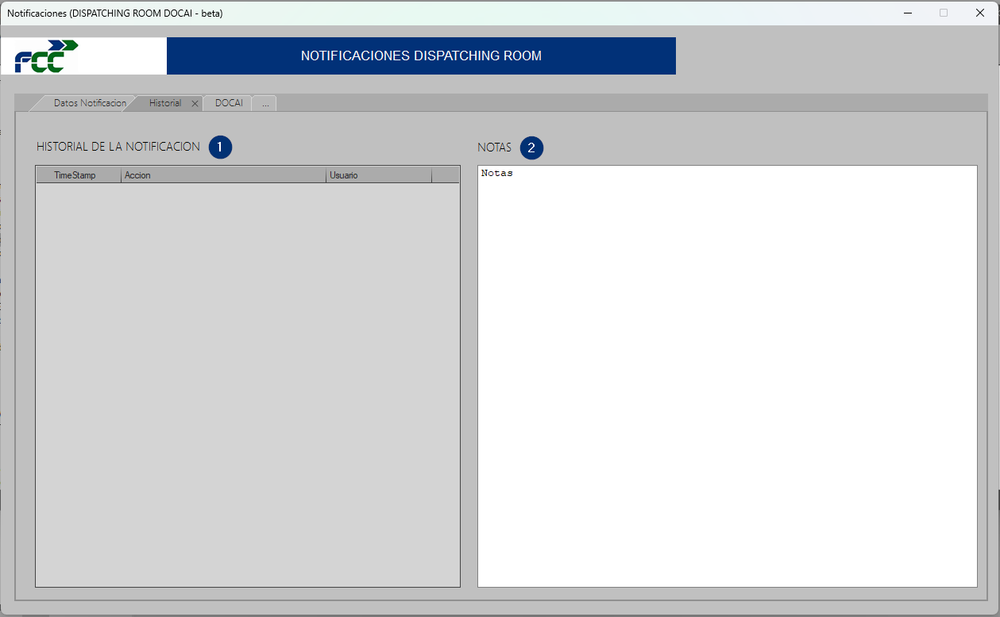 Notificaciones (DISPATCHING ROOM DOCAI - beta)
FCC
NOTIFICACIONES DISPATCHING ROOM
Datos Notificacion Historial DOCAI ...
HISTORIAL DE LA NOTIFICACION 1
NOTAS 2
TimeStamp Accion Usuario
Notas